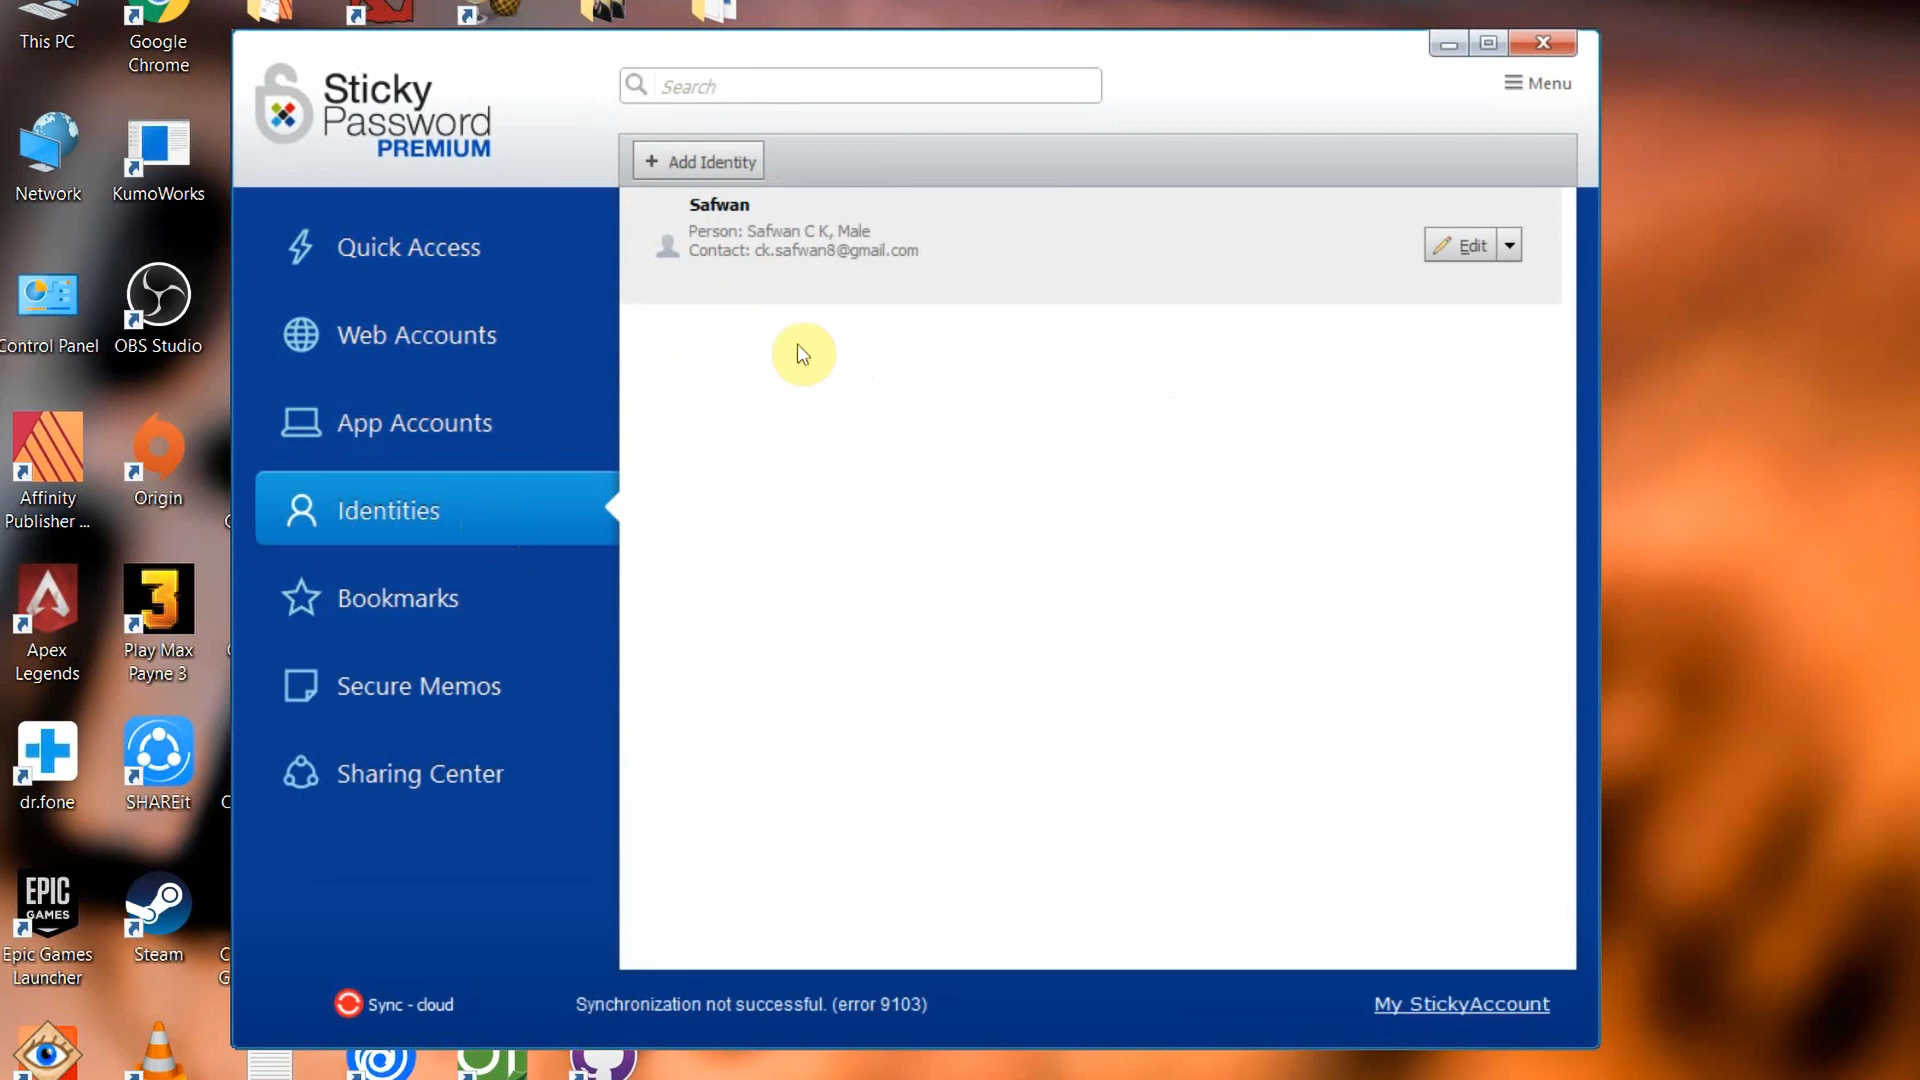 This PC
Google
Chrome
Network
KumoWorks
Control Panel
OBS Studio
Affinity
Publisher ...
Origin
Apex
Legends
Play Max
Payne 3
3
dr.fone
SHAREit
EPIC
GAMES
Epic Games
Launcher
Steam
Sticky
Password
PREMIUM
Search
Menu
+ Add Identity
Safwan
Person: Safwan C K, Male
Contact: ck.safwan8@gmail.com
Edit
Quick Access
Web Accounts
App Accounts
Identities
Bookmarks
Secure Memos
Sharing Center
Sync - cloud
Synchronization not successful. (error 9103)
My StickyAccount